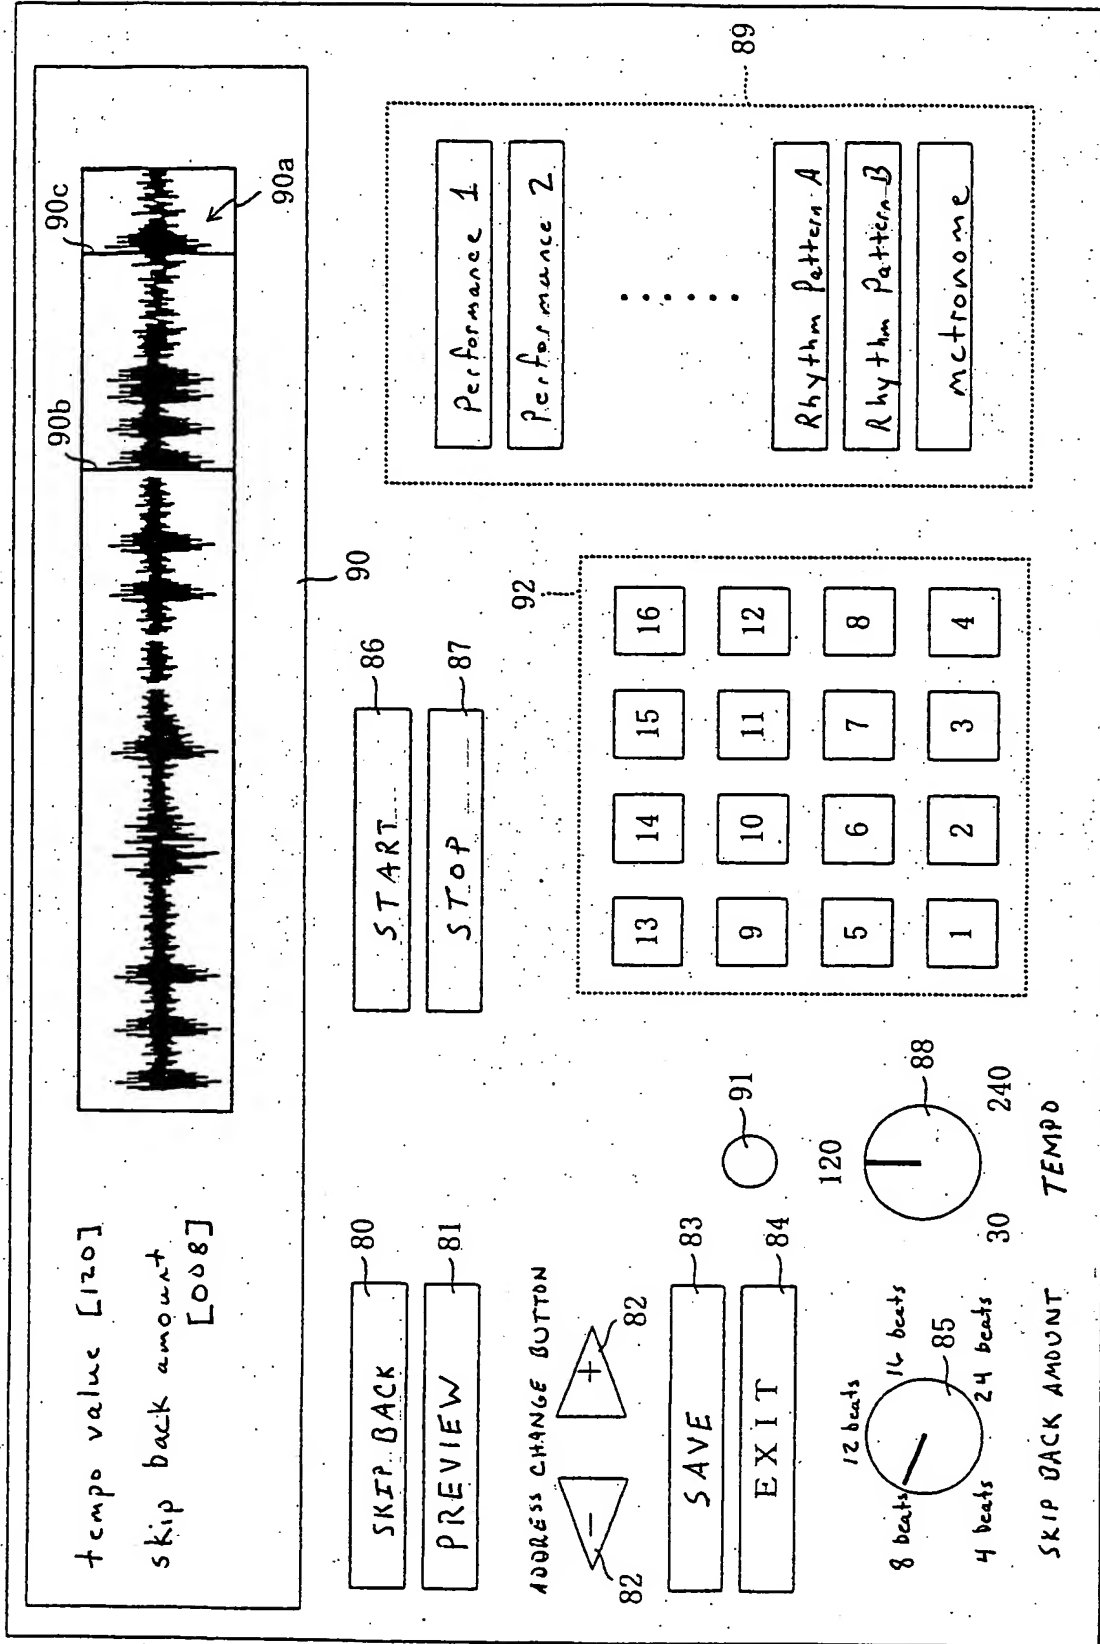 tempo value [120]
skip back amount
[008]
90b
90c
90a
90
SKIP BACK
80
PREVIEW
81
START
86
STOP
87
ADDRESS CHANGE BUTTON
−
+
82
82
SAVE
83
EXIT
84
91
8 beats
12 beats
16 beats
4 beats
24 beats
85
SKIP BACK AMOUNT
120
88
30
240
TEMPO
92
13 14 15 16
9 10 11 12
5 6 7 8
1 2 3 4
89
Performance 1
Performance 2
Rhythm Pattern A
Rhythm Pattern B
metronome